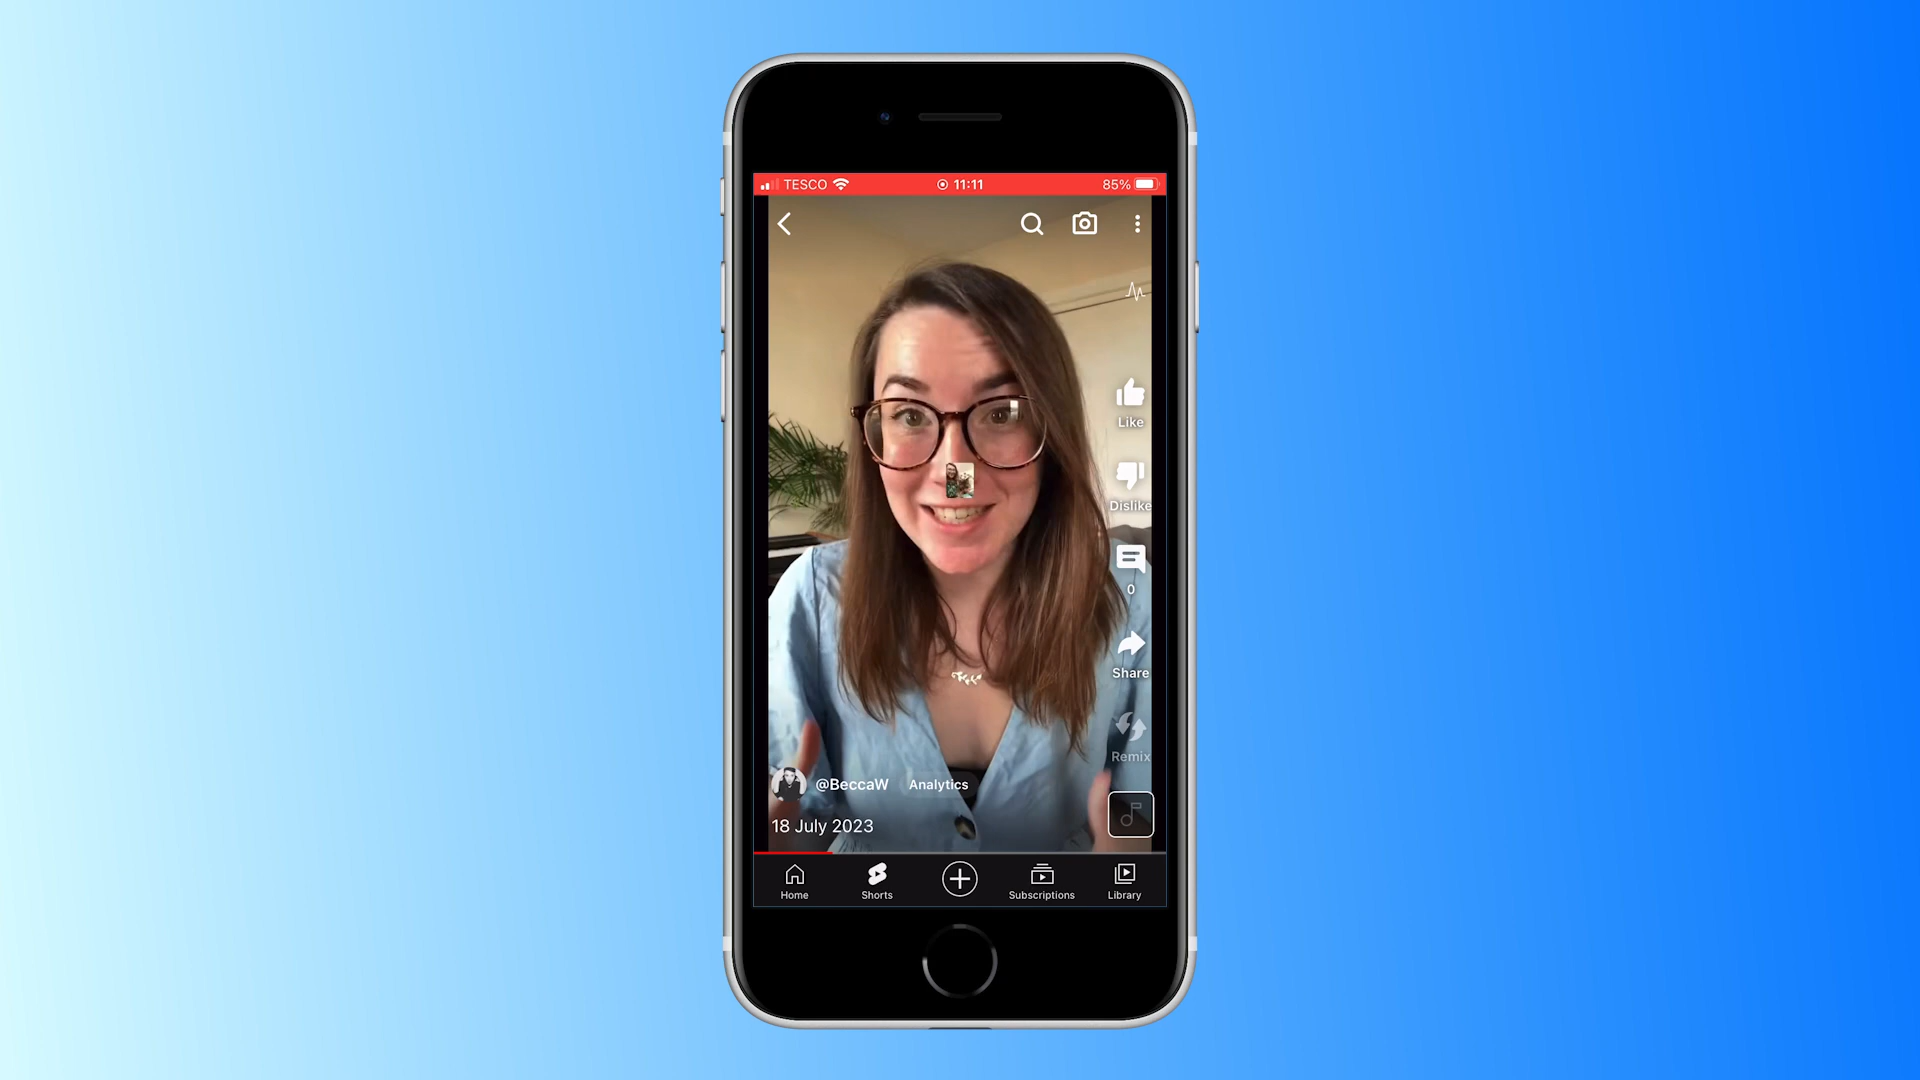 TESCO 11:11 85%
Like
Dislike
0
Share
Remix
@BeccaW Analytics
18 July 2023
Home Shorts Subscriptions Library